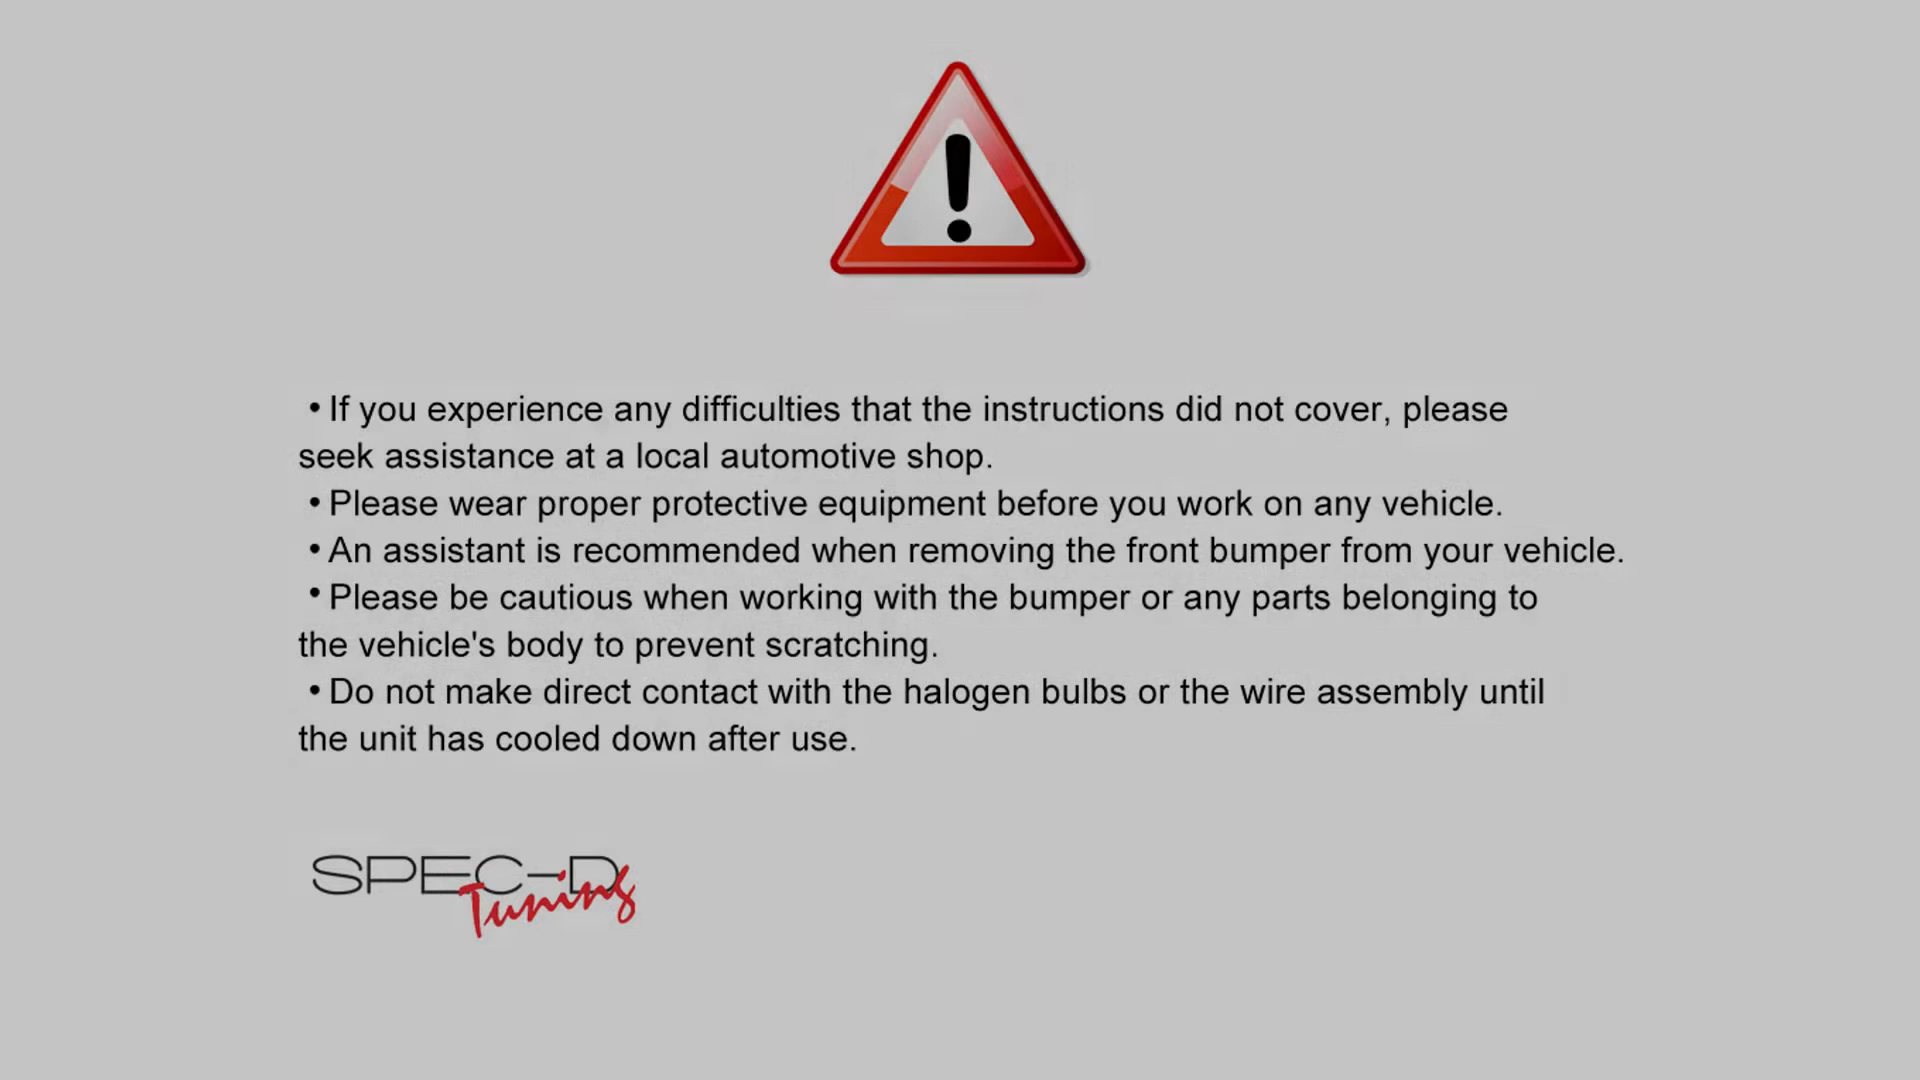 • If you experience any difficulties that the instructions did not cover, please
seek assistance at a local automotive shop.
• Please wear proper protective equipment before you work on any vehicle.
• An assistant is recommended when removing the front bumper from your vehicle.
• Please be cautious when working with the bumper or any parts belonging to
the vehicle's body to prevent scratching.
• Do not make direct contact with the halogen bulbs or the wire assembly until
the unit has cooled down after use.
SPEC-D
Tuning